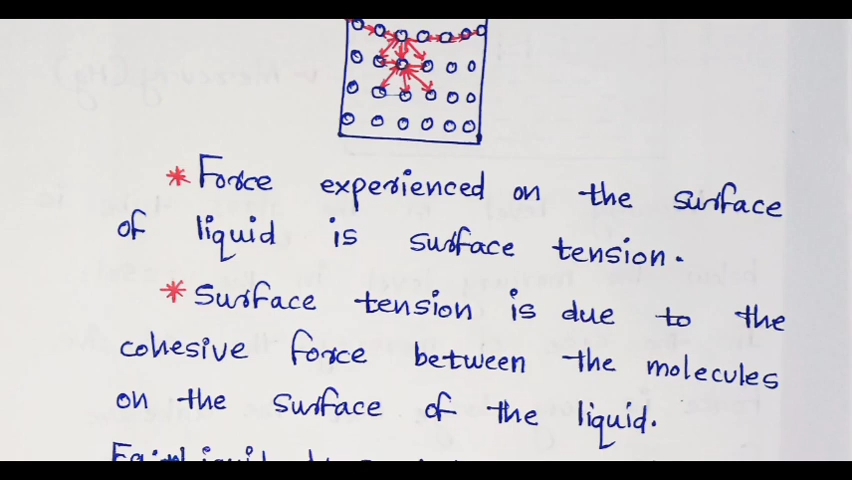 * Force experienced on the surface
of liquid is surface tension.
* Surface tension is due to the
cohesive force between the molecules
on the surface of the liquid.